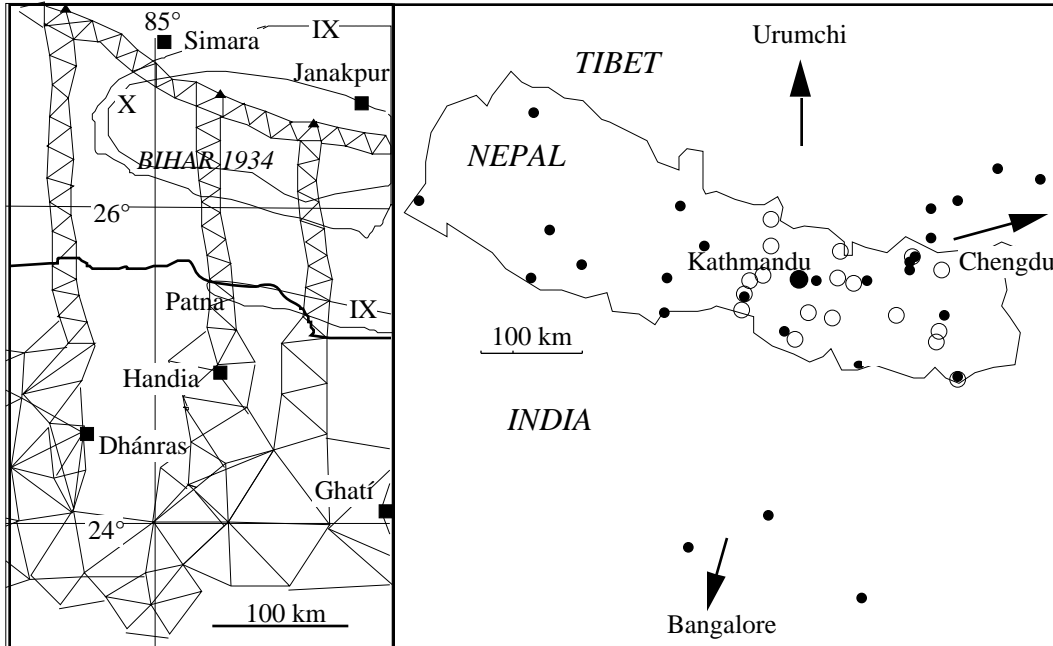 85°
IX
Simara
Janakpur
X
BIHAR 1934
26°
Patna
IX
Handia
Dhánras
Ghatí
24°
100 km
Urumchi
TIBET
NEPAL
Kathmandu
Chengdu
100 km
INDIA
Bangalore